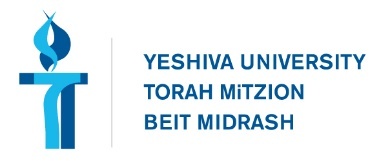 YESHIVA UNIVERSITY
TORAH MiTZION
BEIT MIDRASH